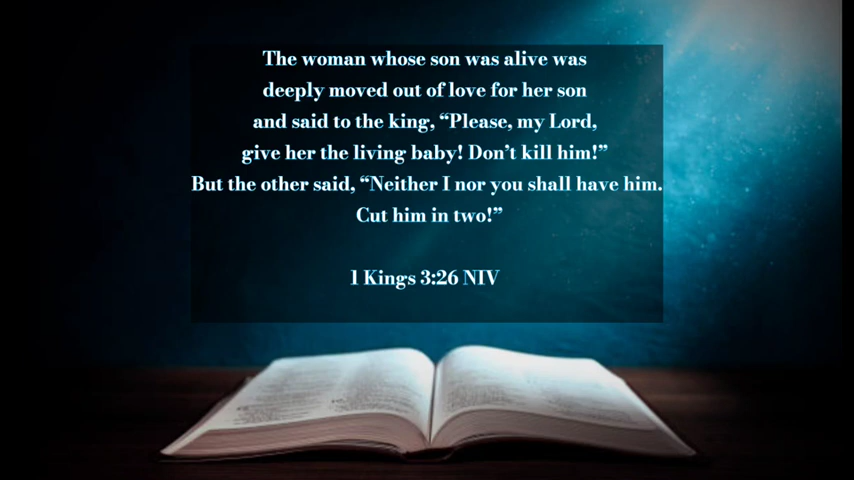 The woman whose son was alive was
deeply moved out of love for her son
and said to the king, “Please, my Lord,
give her the living baby! Don’t kill him!”
But the other said, “Neither I nor you shall have him.
Cut him in two!”
1 Kings 3:26 NIV